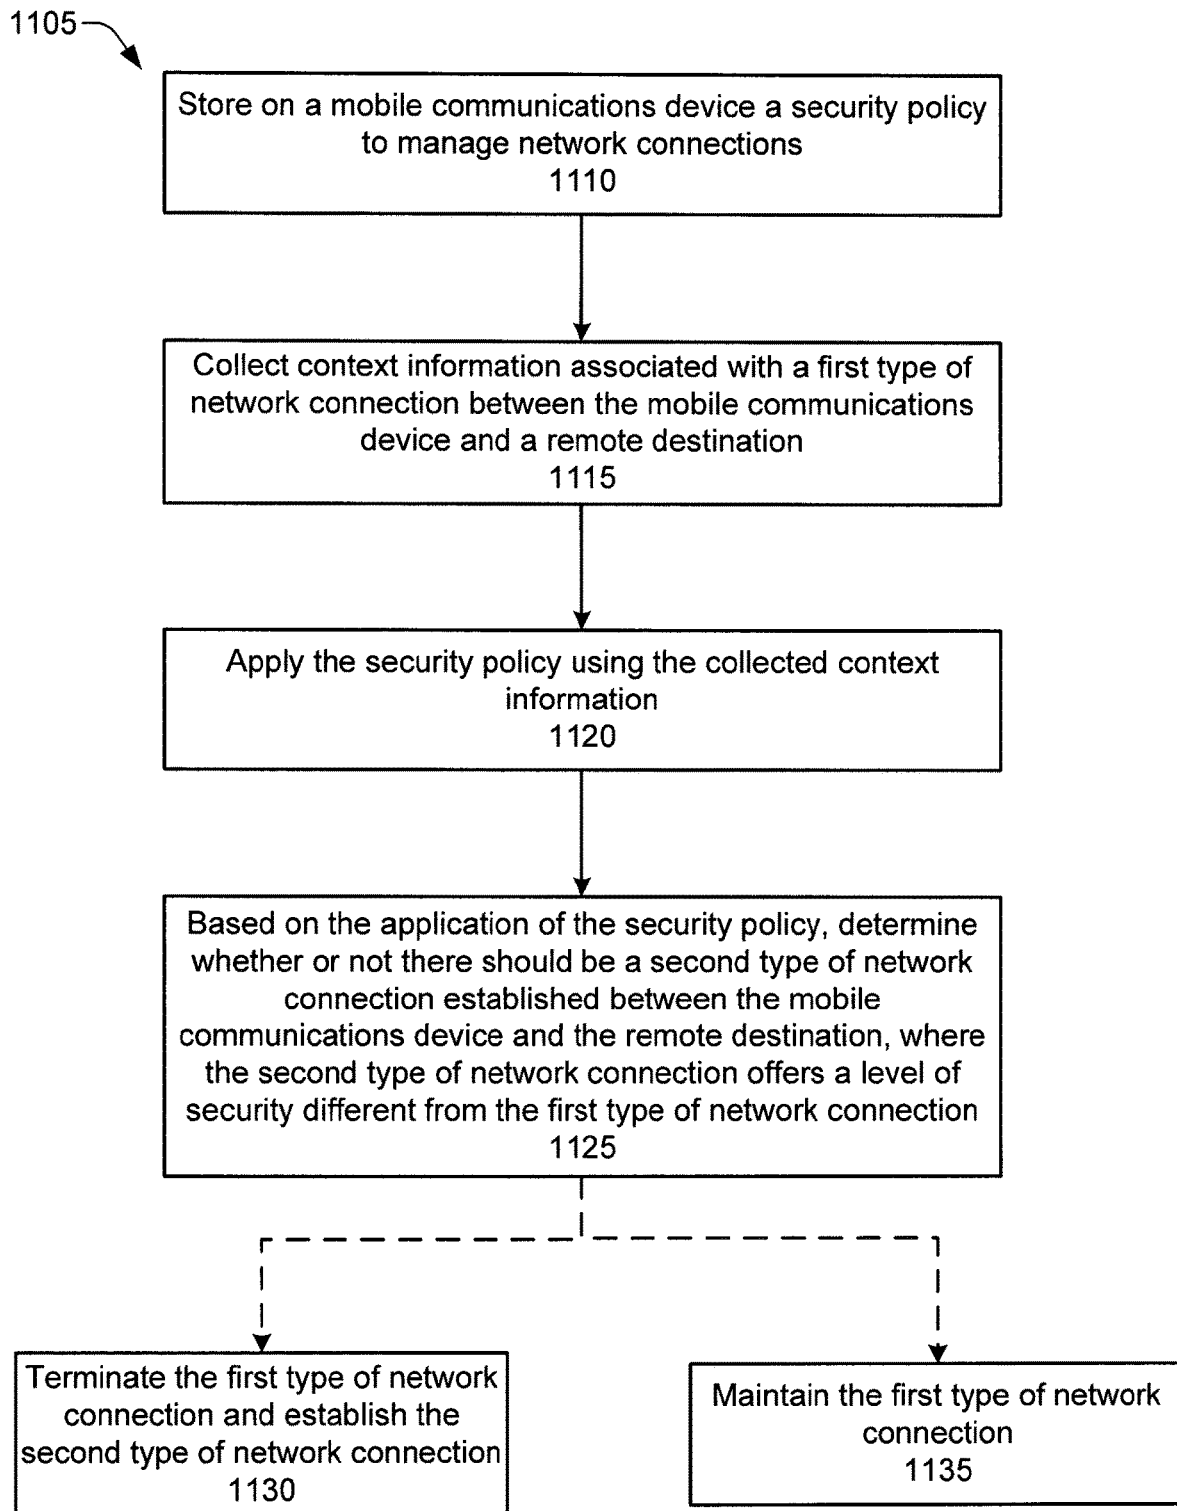 1105
Store on a mobile communications device a security policy
to manage network connections
1110
Collect context information associated with a first type of
network connection between the mobile communications
device and a remote destination
1115
Apply the security policy using the collected context
information
1120
Based on the application of the security policy, determine
whether or not there should be a second type of network
connection established between the mobile
communications device and the remote destination, where
the second type of network connection offers a level of
security different from the first type of network connection
1125
Terminate the first type of network
connection and establish the
second type of network connection
1130
Maintain the first type of network
connection
1135